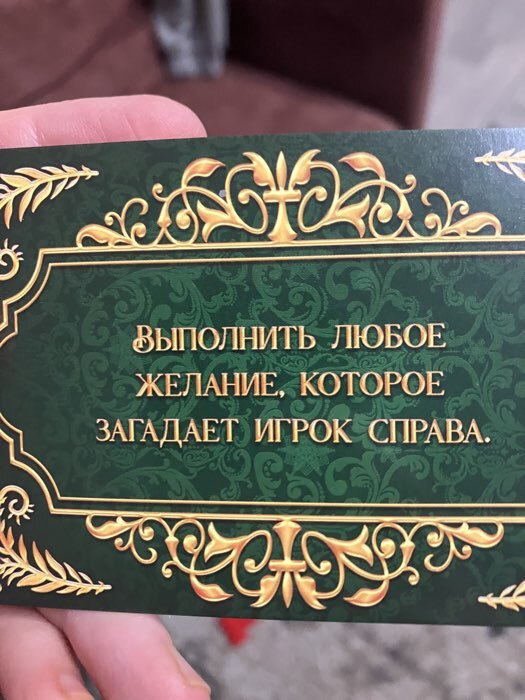 Выполнить любое
желание, которое
загадает игрок справа.